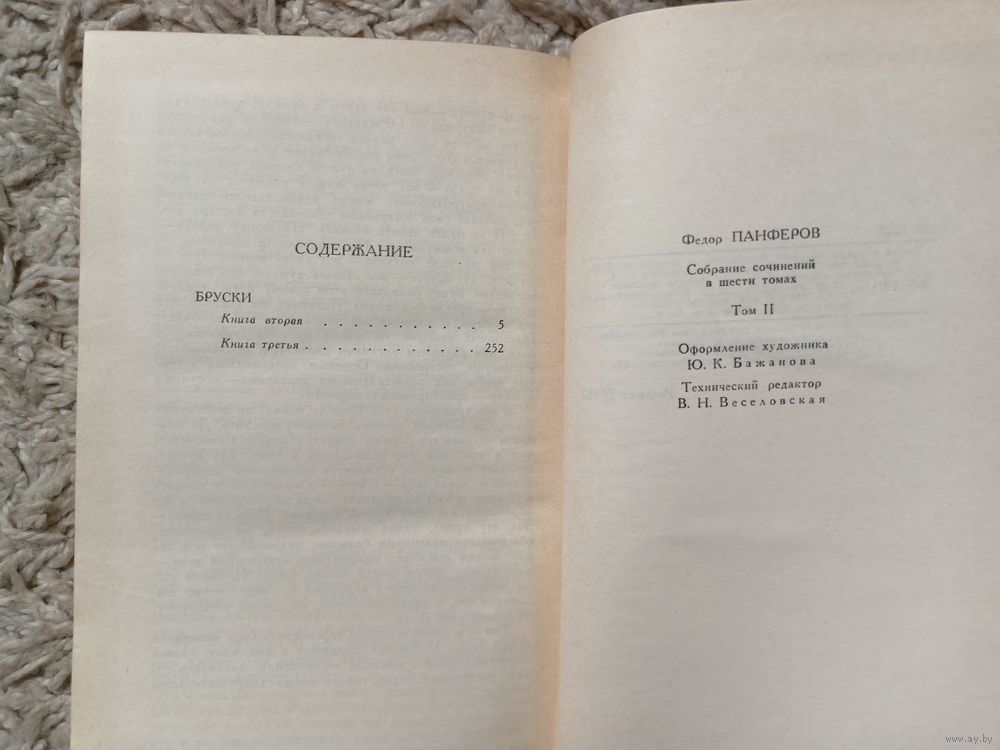 СОДЕРЖАНИЕ
БРУСКИ
Книга вторая . . . . . . . . . . . 5
Книга третья . . . . . . . . . . . . 252
Федор ПАНФЕРОВ
Собрание сочинений
в шести томах
Том II
Оформление художника
Ю. К. Бажанова
Технический редактор
В. Н. Веселовская
www.ay.by